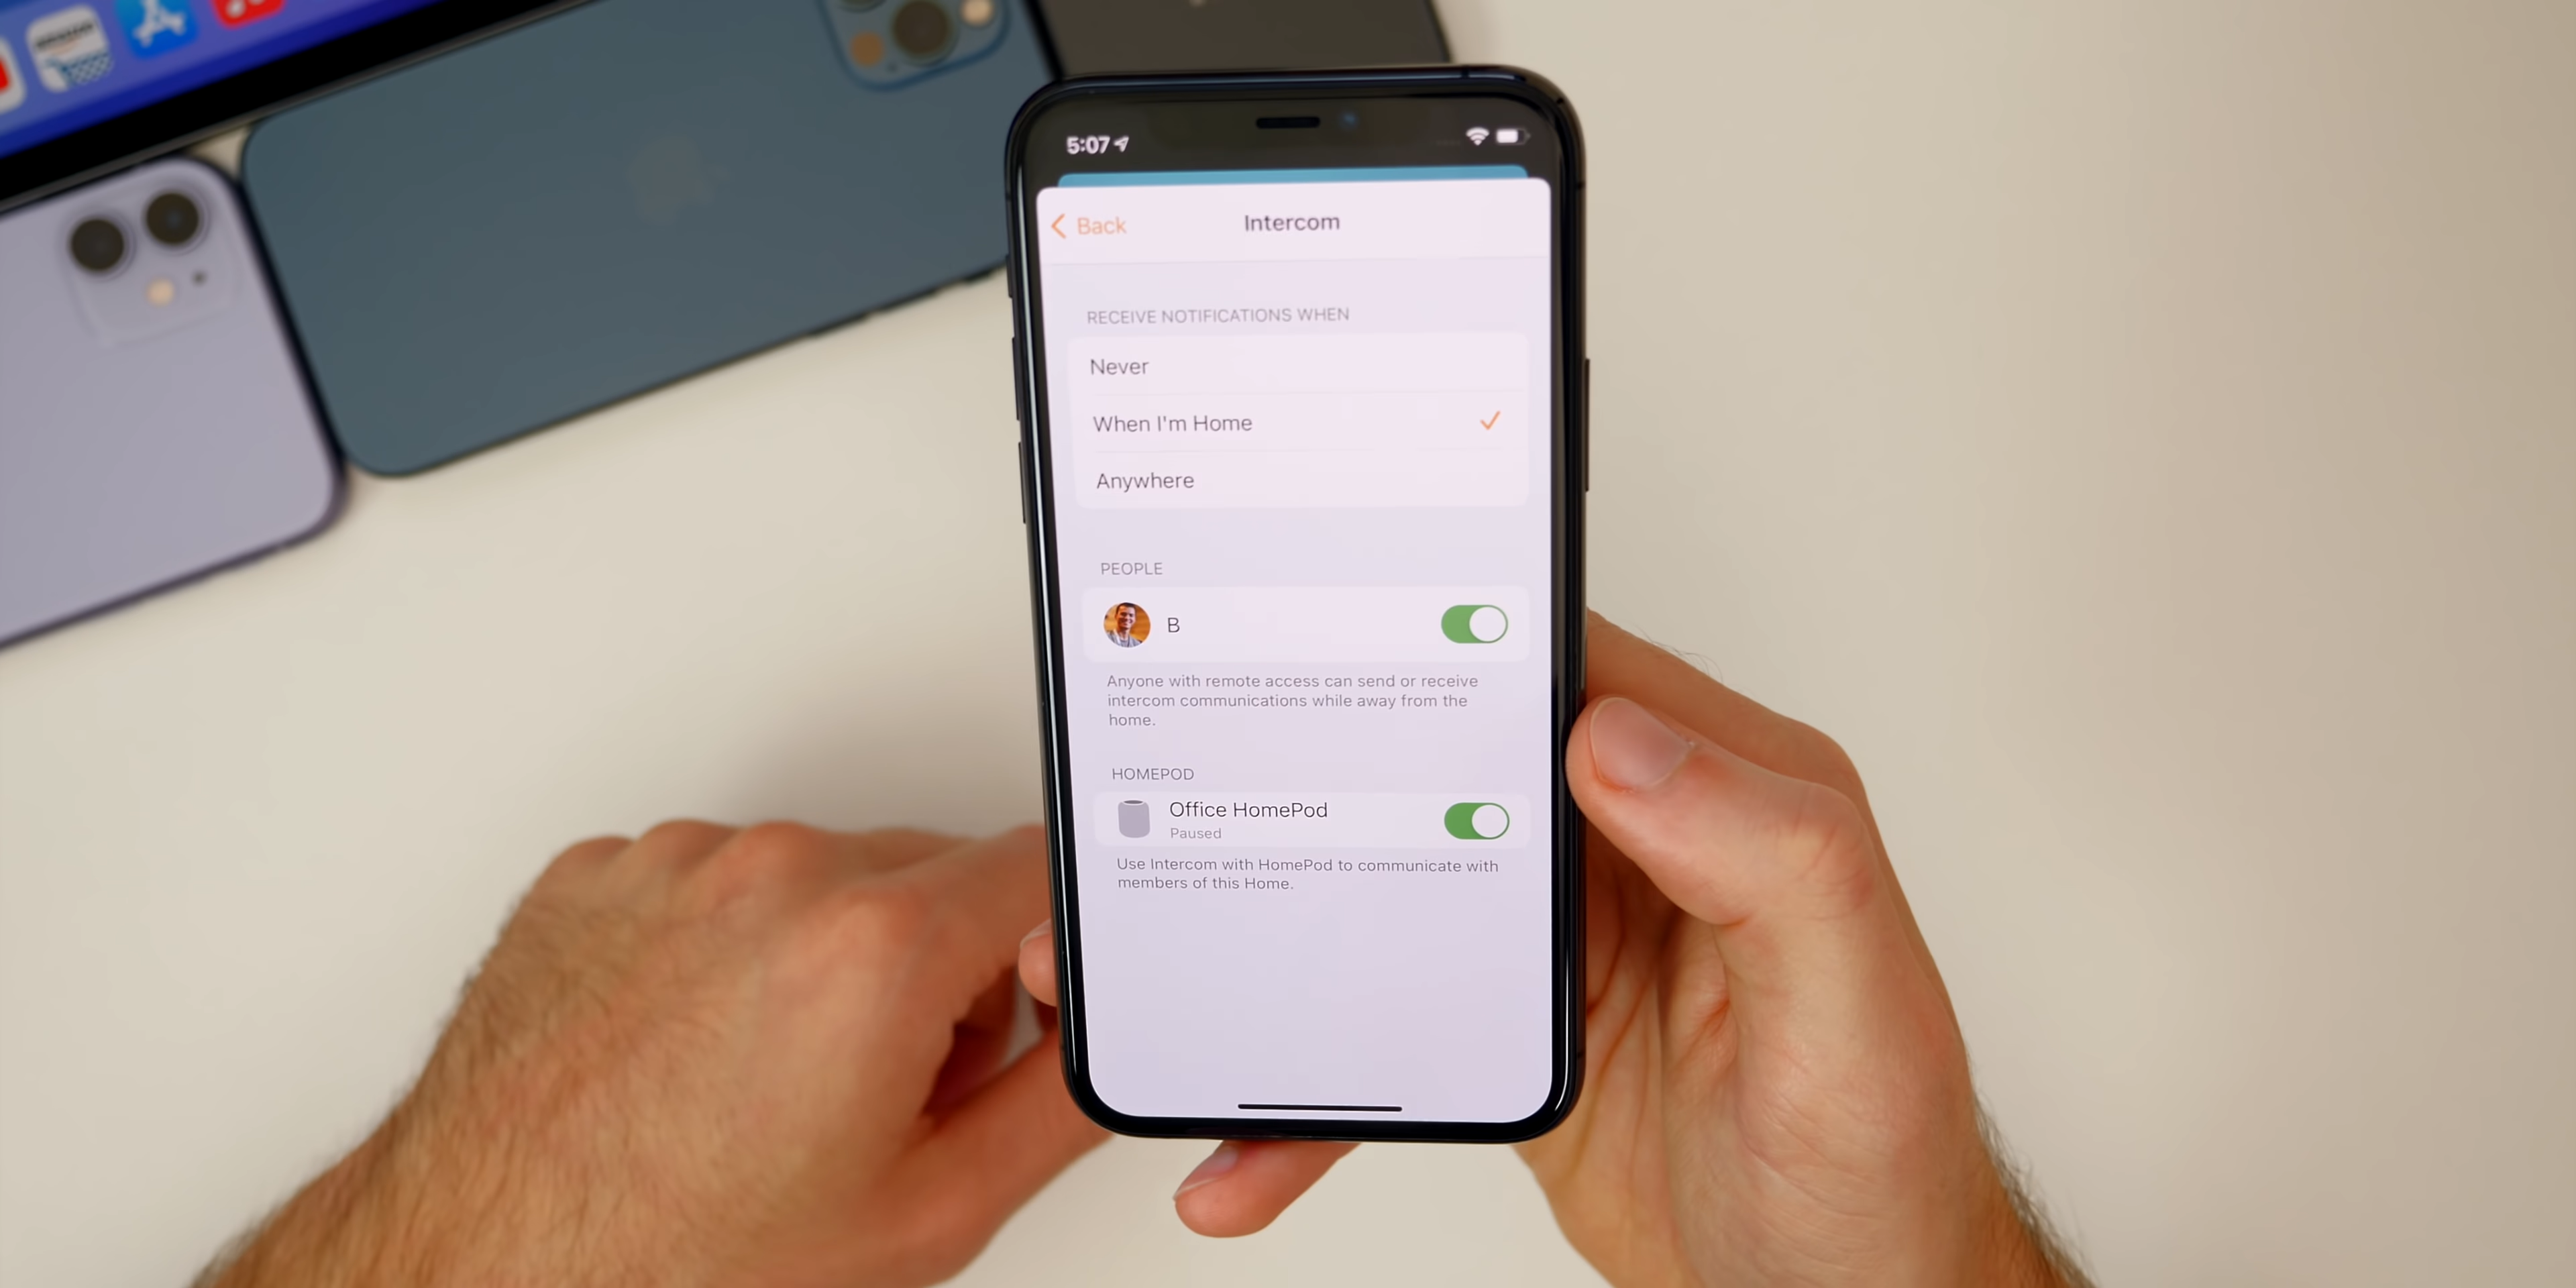 5:07
Back
Intercom
RECEIVE NOTIFICATIONS WHEN
Never
When I'm Home
Anywhere
PEOPLE
B
Anyone with remote access can send or receive
intercom communications while away from the
home.
HOMEPOD
Office HomePod
Paused
Use Intercom with HomePod to communicate with
members of this Home.